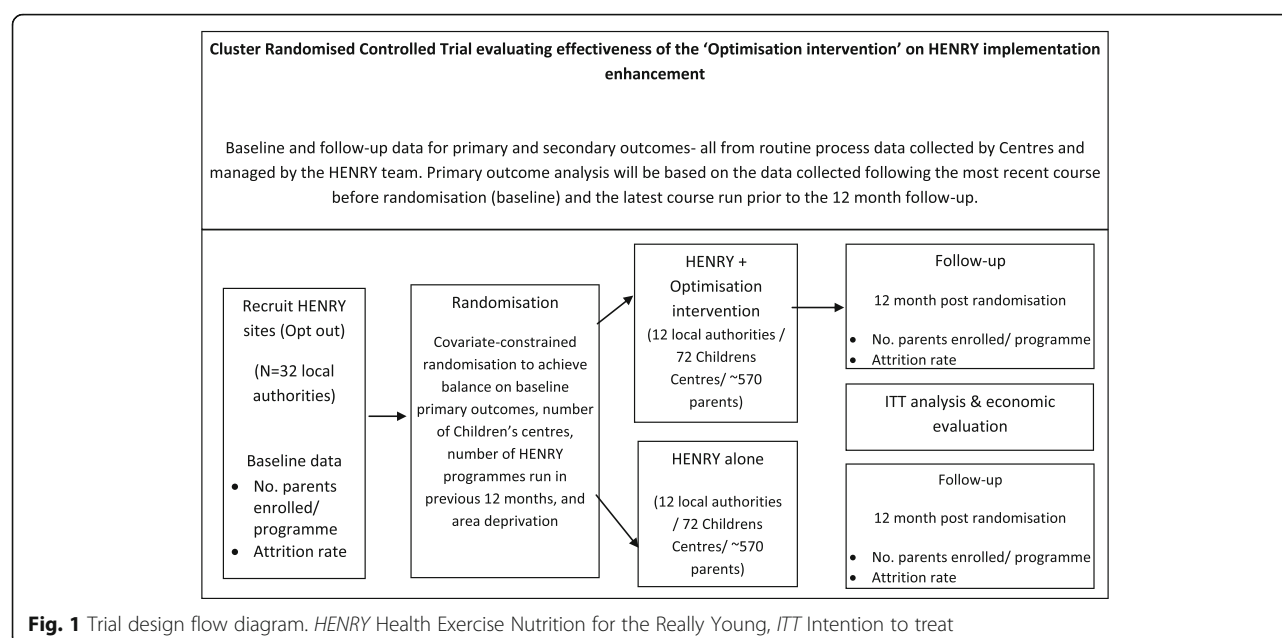 Cluster Randomised Controlled Trial evaluating effectiveness of the ‘Optimisation intervention’ on HENRY implementation
enhancement
Baseline and follow-up data for primary and secondary outcomes- all from routine process data collected by Centres and
managed by the HENRY team. Primary outcome analysis will be based on the data collected following the most recent course
before randomisation (baseline) and the latest course run prior to the 12 month follow-up.
Recruit HENRY
sites (Opt out)
(N=32 local
authorities)
Baseline data
• No. parents
enrolled/
programme
• Attrition rate
Randomisation
Covariate-constrained
randomisation to achieve
balance on baseline
primary outcomes, number
of Children’s centres,
number of HENRY
programmes run in
previous 12 months, and
area deprivation
HENRY +
Optimisation
intervention
(12 local authorities /
72 Childrens
Centres/ ~570
parents)
HENRY alone
(12 local authorities
/ 72 Childrens
Centres/ ~570
parents)
Follow-up
12 month post randomisation
• No. parents enrolled/ programme
• Attrition rate
ITT analysis & economic
evaluation
Follow-up
12 month post randomisation
• No. parents enrolled/ programme
• Attrition rate
Fig. 1 Trial design flow diagram. HENRY Health Exercise Nutrition for the Really Young, ITT Intention to treat